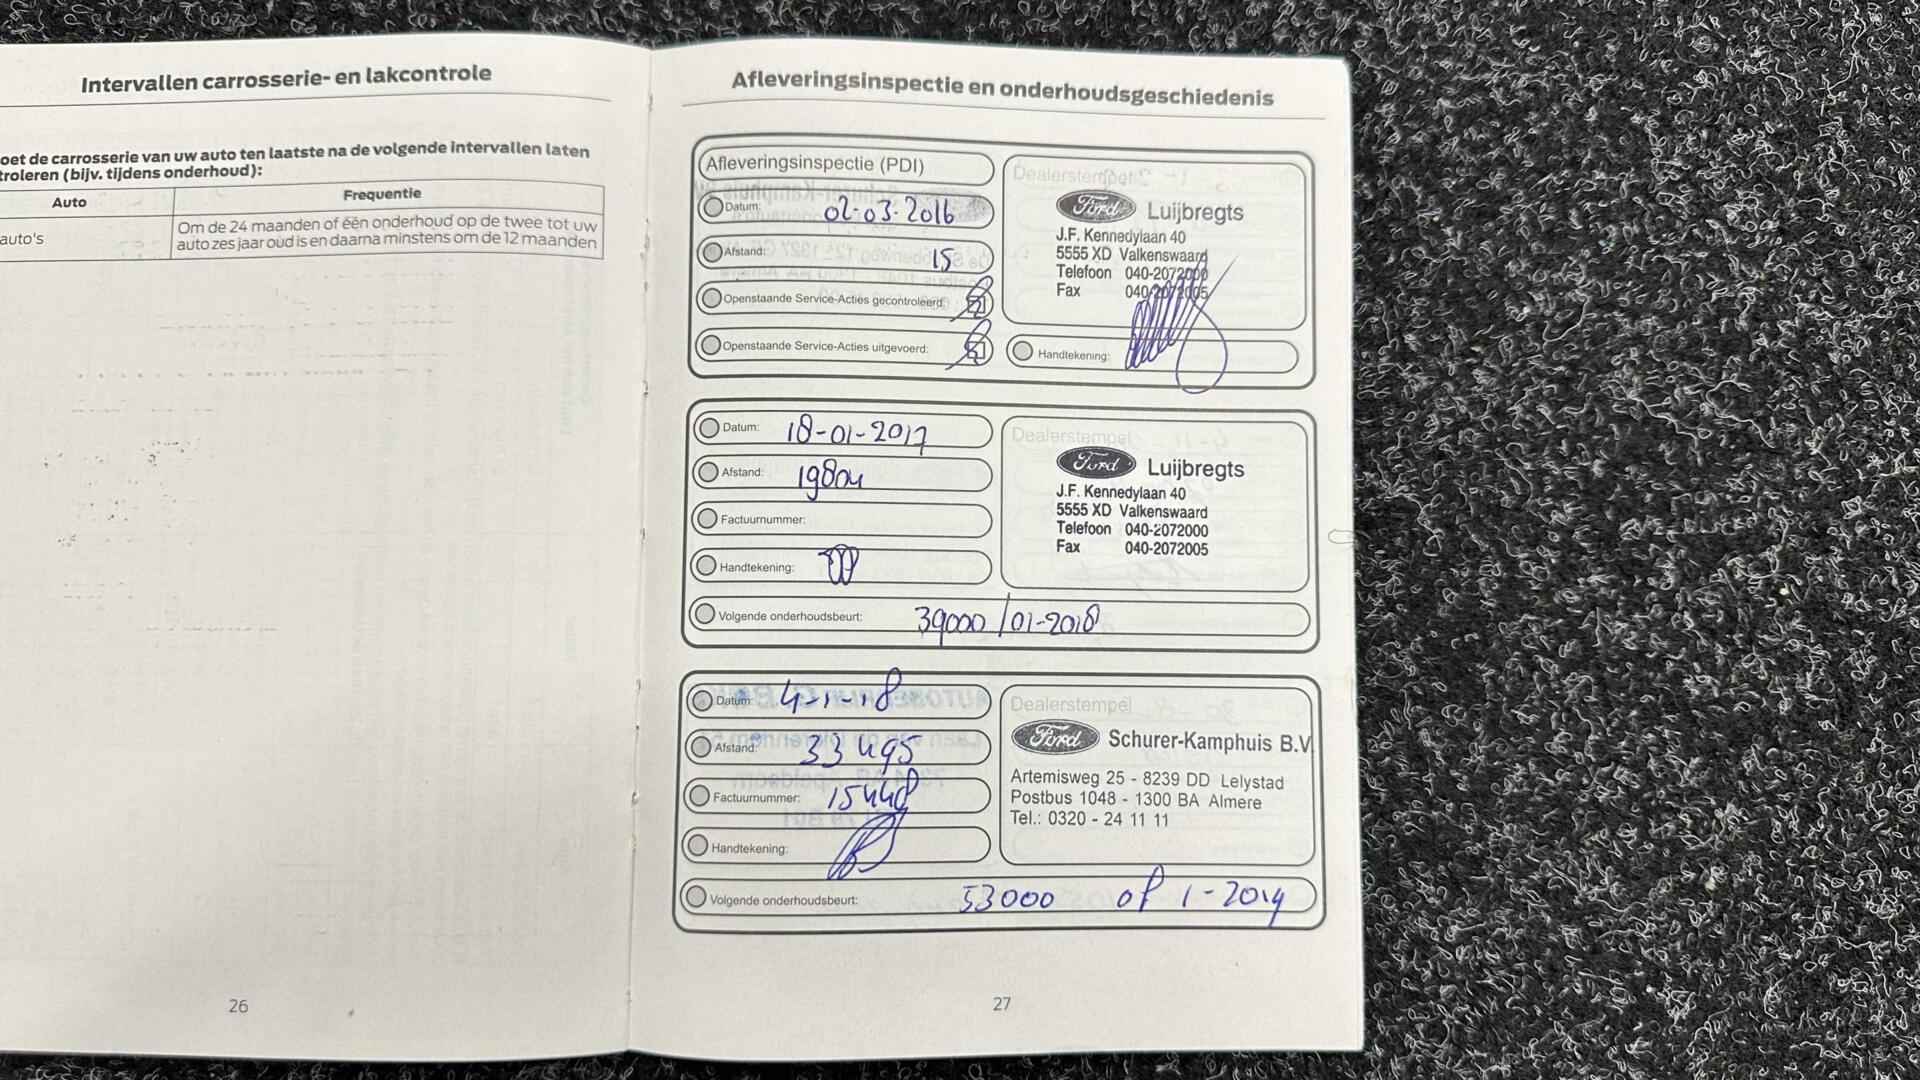 Intervallen carrosserie- en lakcontrole
oet de carrosserie van uw auto ten laatste na de volgende intervallen laten
troleren (bijv. tijdens onderhoud):
Auto Frequentie
auto's
Om de 24 maanden of één onderhoud op de twee tot uw
auto zes jaar oud is en daarna minstens om de 12 maanden
26
Afleveringsinspectie en onderhoudsgeschiedenis
Afleveringsinspectie (PDI)
Datum: 02-03-2016
Afstand: 15
Openstaande Service-Acties gecontroleerd:
Openstaande Service-Acties uitgevoerd:
Dealerstempel
Ford Luijbregts
J.F. Kennedylaan 40
5555 XD Valkenswaard
Telefoon 040-2072000
Fax 040-2072005
Handtekening:
Datum: 18-01-2017
Afstand: 19804
Factuurnummer:
Handtekening:
Dealerstempel
Ford Luijbregts
J.F. Kennedylaan 40
5555 XD Valkenswaard
Telefoon 040-2072000
Fax 040-2072005
Volgende onderhoudsbeurt: 39000 / 01-2018
Datum: 4-1-18
Afstand: 33495
Factuurnummer: 15448
Handtekening:
Dealerstempel
Ford Schurer-Kamphuis B.V.
Artemisweg 25 - 8239 DD Lelystad
Postbus 1048 - 1300 BA Almere
Tel.: 0320 - 24 11 11
Volgende onderhoudsbeurt: 53000 of 1-2019
27